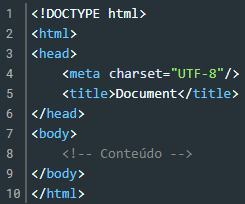 1 <!DOCTYPE html>
2 <html>
3 <head>
4 <meta charset="UTF-8"/>
5 <title>Document</title>
6 </head>
7 <body>
8 <!-- Conteúdo -->
9 </body>
10 </html>